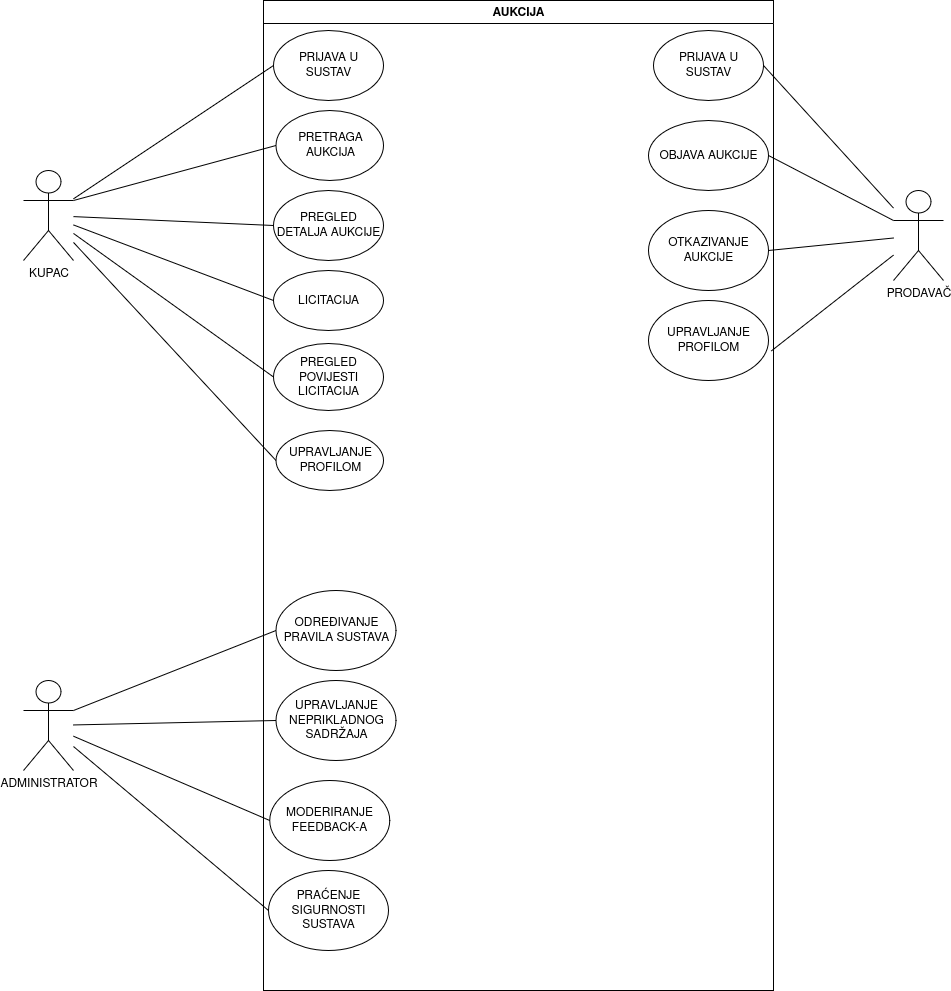 AUKCIJA
PRIJAVA U
SUSTAV
PRETRAGA
AUKCIJA
PREGLED
DETALJA AUKCIJE
LICITACIJA
PREGLED
POVIJESTI
LICITACIJA
UPRAVLJANJE
PROFILOM
KUPAC
PRIJAVA U
SUSTAV
OBJAVA AUKCIJE
OTKAZIVANJE
AUKCIJE
UPRAVLJANJE
PROFILOM
PRODAVAČ
ODREĐIVANJE
PRAVILA SUSTAVA
UPRAVLJANJE
NEPRIKLADNOG
SADRŽAJA
MODERIRANJE
FEEDBACK-A
PRAĆENJE
SIGURNOSTI
SUSTAVA
ADMINISTRATOR